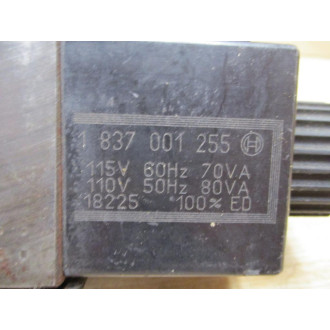 1 837 001 255
115V 60Hz 70VA
110V 50Hz 80VA
18225 *100% ED